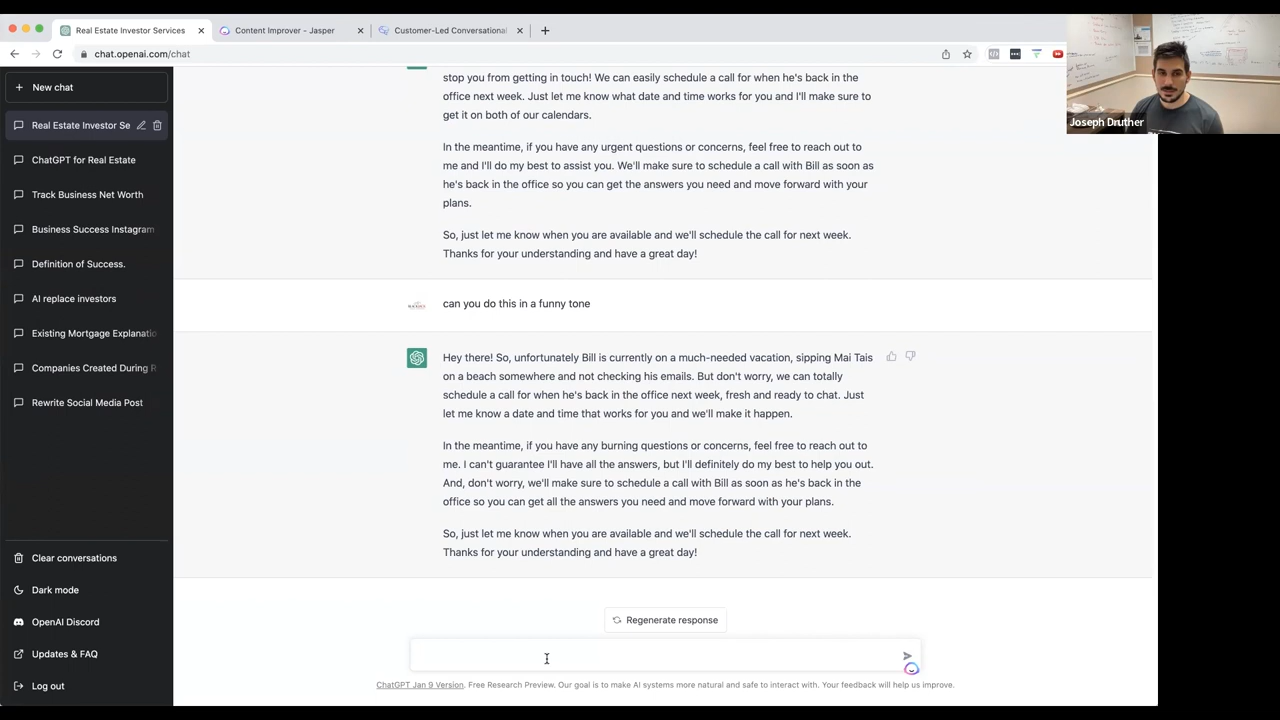 Real Estate Investor Services
Content Improver - Jasper
Customer-Led Conversational
chat.openai.com/chat
Joseph Druther
New chat
Real Estate Investor Se
ChatGPT for Real Estate
Track Business Net Worth
Business Success Instagram
Definition of Success.
AI replace investors
Existing Mortgage Explanatio
Companies Created During R
Rewrite Social Media Post
Clear conversations
Dark mode
OpenAI Discord
Updates & FAQ
Log out
stop you from getting in touch! We can easily schedule a call for when he's back in the
office next week. Just let me know what date and time works for you and I'll make sure to
get it on both of our calendars.
In the meantime, if you have any urgent questions or concerns, feel free to reach out to
me and I'll do my best to assist you. We'll make sure to schedule a call with Bill as soon as
he's back in the office so you can get the answers you need and move forward with your
plans.
So, just let me know when you are available and we'll schedule the call for next week.
Thanks for your understanding and have a great day!
can you do this in a funny tone
Hey there! So, unfortunately Bill is currently on a much-needed vacation, sipping Mai Tais
on a beach somewhere and not checking his emails. But don't worry, we can totally
schedule a call for when he's back in the office next week, fresh and ready to chat. Just
let me know a date and time that works for you and we'll make it happen.
In the meantime, if you have any burning questions or concerns, feel free to reach out to
me. I can't guarantee I'll have all the answers, but I'll definitely do my best to help you out.
And, don't worry, we'll make sure to schedule a call with Bill as soon as he's back in the
office so you can get all the answers you need and move forward with your plans.
So, just let me know when you are available and we'll schedule the call for next week.
Thanks for your understanding and have a great day!
Regenerate response
ChatGPT Jan 9 Version. Free Research Preview. Our goal is to make AI systems more natural and safe to interact with. Your feedback will help us improve.